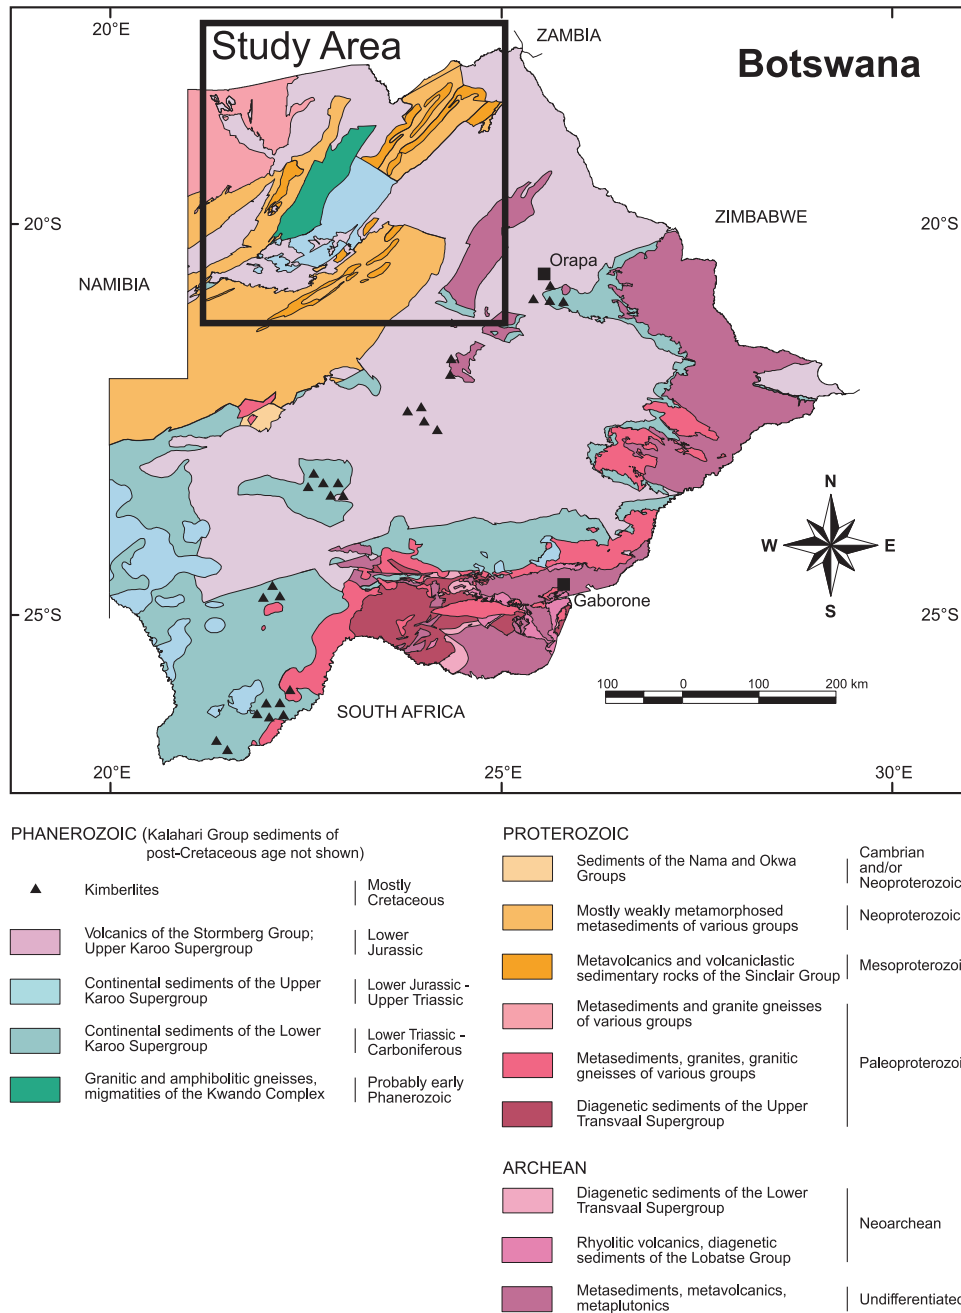 20°E
ZAMBIA
Study Area
Botswana
20°S
ZIMBABWE
20°S
Orapa
NAMIBIA
N
W
E
S
Gaborone
25°S
25°S
100 0 100 200 km
SOUTH AFRICA
20°E 25°E 30°E
PHANEROZOIC (Kalahari Group sediments of
post-Cretaceous age not shown)
Kimberlites
Mostly
Cretaceous
Volcanics of the Stormberg Group;
Upper Karoo Supergroup
Lower
Jurassic
Continental sediments of the Upper
Karoo Supergroup
Lower Jurassic -
Upper Triassic
Continental sediments of the Lower
Karoo Supergroup
Lower Triassic -
Carboniferous
Granitic and amphibolitic gneisses,
migmatities of the Kwando Complex
Probably early
Phanerozoic
PROTEROZOIC
Sediments of the Nama and Okwa
Groups
Cambrian
and/or
Neoproterozoic
Mostly weakly metamorphosed
metasediments of various groups
Neoproterozoic
Metavolcanics and volcaniclastic
sedimentary rocks of the Sinclair Group
Mesoproterozoi
Metasediments and granite gneisses
of various groups
Metasediments, granites, granitic
gneisses of various groups
Paleoproterozoi
Diagenetic sediments of the Upper
Transvaal Supergroup
ARCHEAN
Diagenetic sediments of the Lower
Transvaal Supergroup
Neoarchean
Rhyolitic volcanics, diagenetic
sediments of the Lobatse Group
Metasediments, metavolcanics,
metaplutonics
Undifferentiated